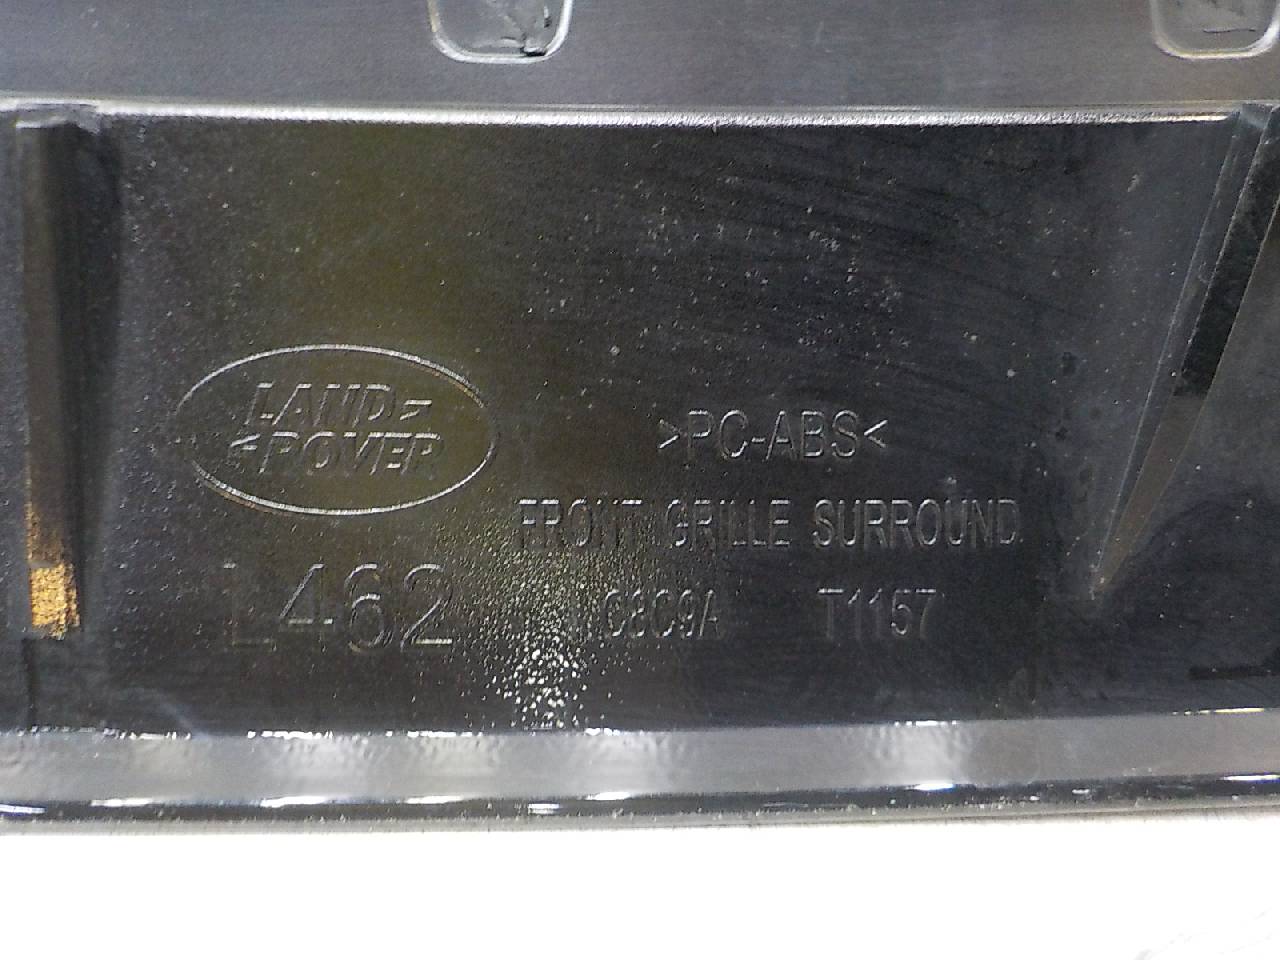 LAND
ROVER
>PC-ABS<
FRONT GRILLE SURROUND
L462 C8C9A T1157